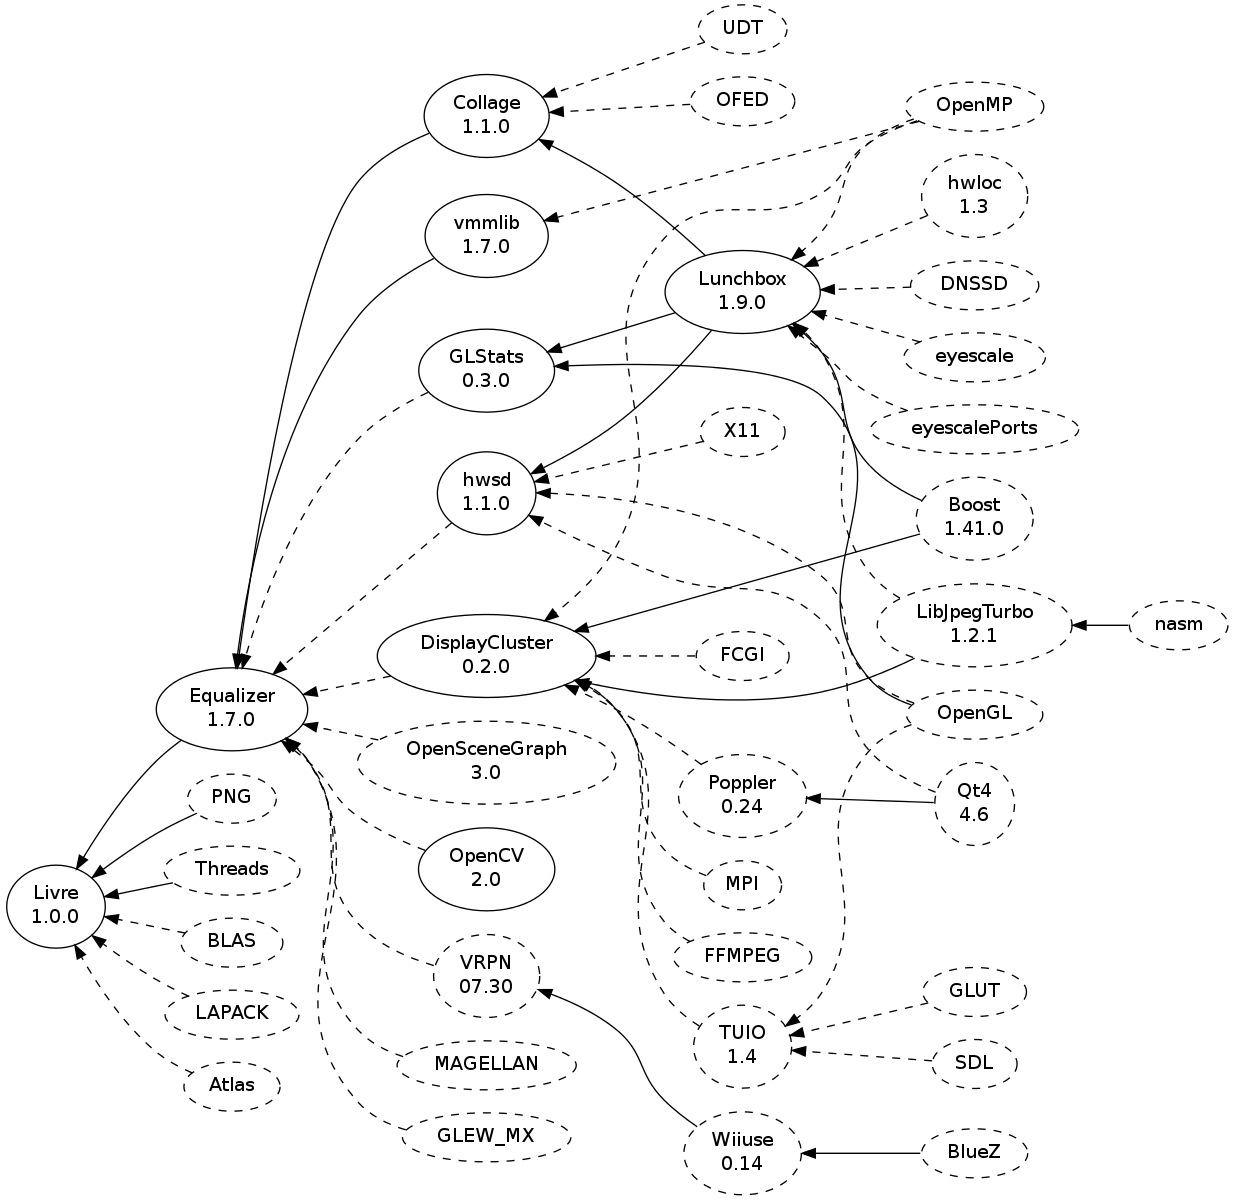 UDT
Collage
1.1.0
OFED
OpenMP
hwloc
1.3
vmmlib
1.7.0
Lunchbox
1.9.0
DNSSD
GLStats
0.3.0
eyescale
X11
eyescalePorts
hwsd
1.1.0
Boost
1.41.0
LibJpegTurbo
1.2.1
nasm
DisplayCluster
0.2.0
FCGI
Equalizer
1.7.0
OpenGL
OpenSceneGraph
3.0
Poppler
0.24
Qt4
4.6
PNG
Threads
OpenCV
2.0
MPI
Livre
1.0.0
BLAS
FFMPEG
VRPN
07.30
GLUT
LAPACK
TUIO
1.4
MAGELLAN
SDL
Atlas
GLEW_MX
Wiiuse
0.14
BlueZ